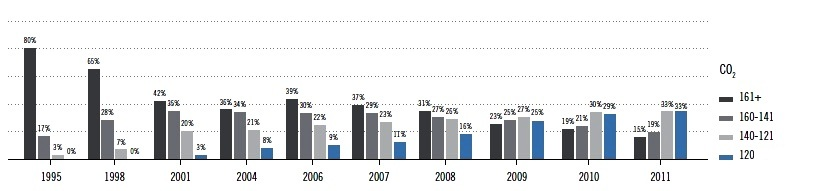 80% 17% 3% 0%
65% 28% 7% 0%
42% 35% 20% 3%
36% 34% 21% 8%
39% 30% 22% 9%
37% 29% 23% 11%
31% 27% 26% 16%
23% 25% 27% 25%
19% 21% 30% 29%
15% 19% 33% 33%
1995 1998 2001 2004 2006 2007 2008 2009 2010 2011
CO₂
161+
160-141
140-121
120